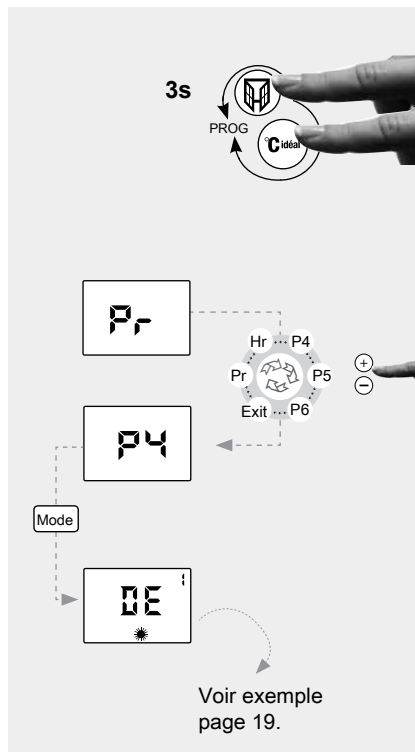 3s
PROG
°C idéal
Pr
Hr P4
Pr P5
Exit P6
+
-
P4
Mode
DE 1
Voir exemple
page 19.